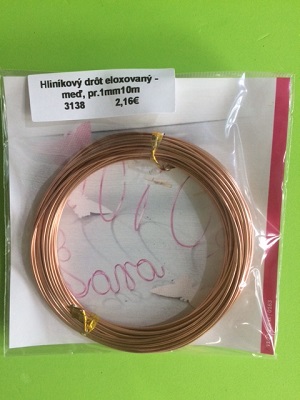 Hliníkový drôt eloxovaný -
meď, pr.1mm10m
3138 2,16€